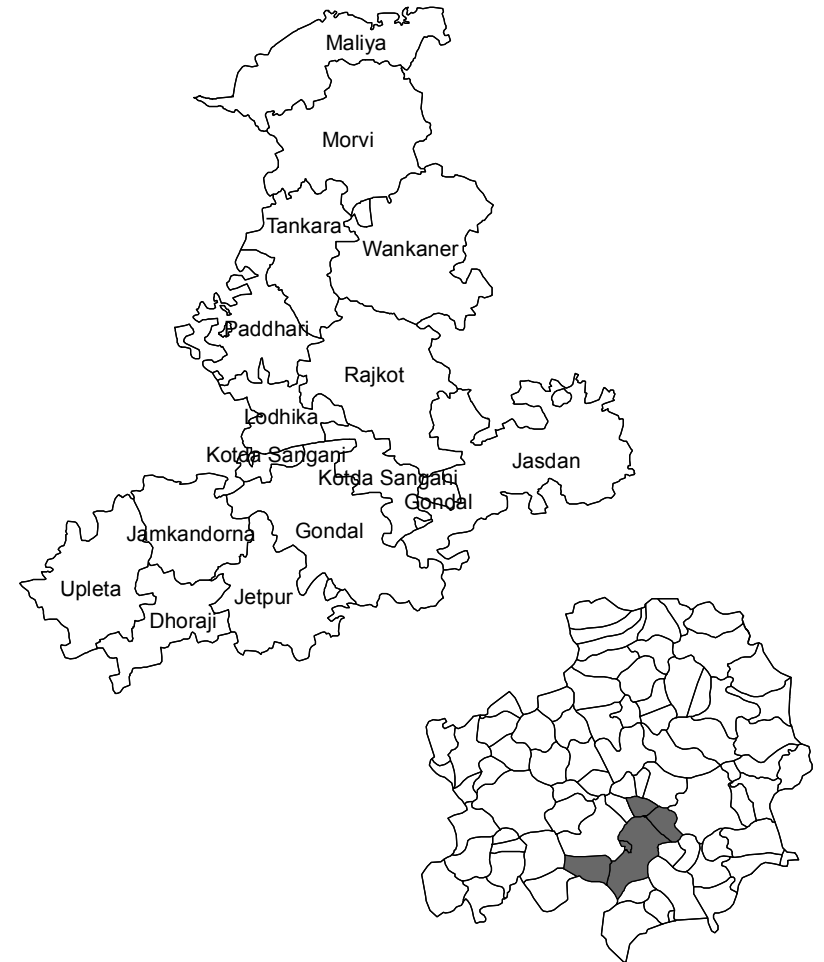 Maliya
Morvi
Tankara
Wankaner
Paddhari
Rajkot
Lodhika
Kotda Sangani
Jasdan
Kotda Sangani
Gondal
Jamkandorna
Gondal
Upleta
Jetpur
Dhoraji